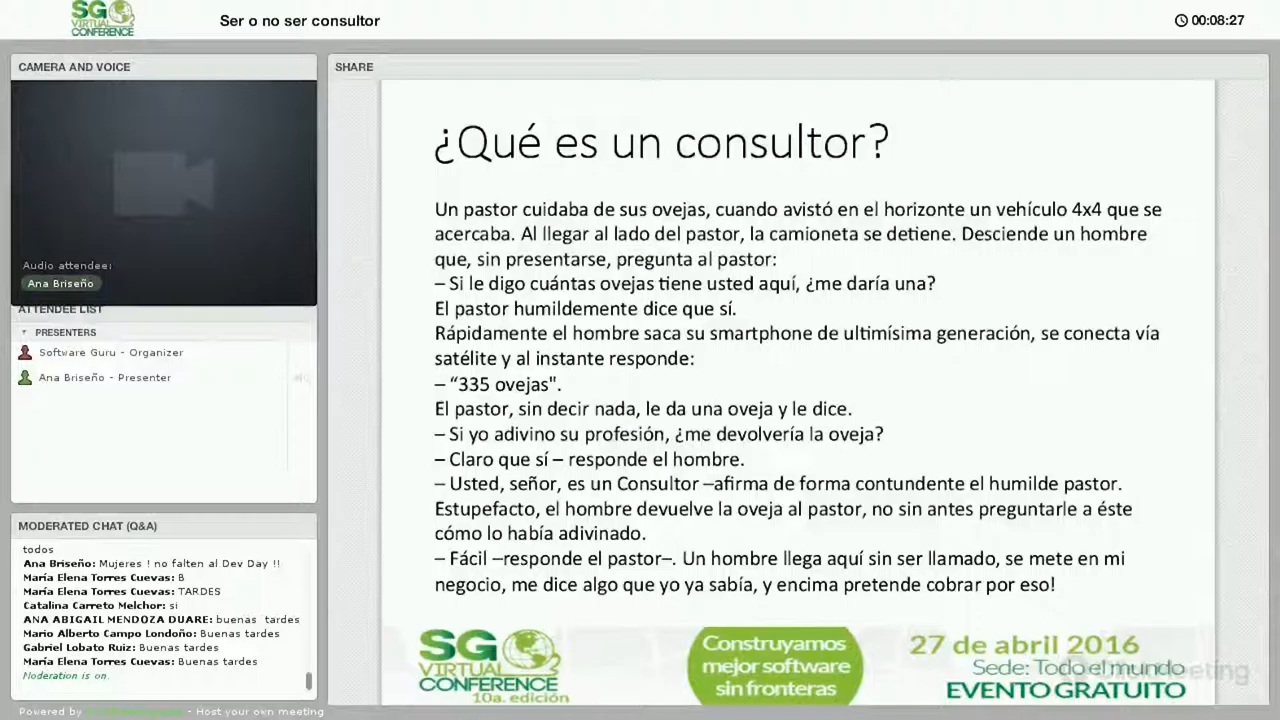 SG
VIRTUAL
CONFERENCE
Ser o no ser consultor
00:08:27
CAMERA AND VOICE
Audio attendee:
Ana Briseño
ATTENDEE LIST
PRESENTERS
Software Guru - Organizer
Ana Briseño - Presenter
MODERATED CHAT (Q&A)
todos
Ana Briseño: Mujeres ! no falten al Dev Day !!
María Elena Torres Cuevas: B
María Elena Torres Cuevas: TARDES
Catalina Carreto Melchor: si
ANA ABIGAIL MENDOZA DUARE: buenas tardes
Mario Alberto Campo Londoño: Buenas tardes
Gabriel Lobato Ruiz: Buenas tardes
María Elena Torres Cuevas: Buenas tardes
Moderation is on.
Powered by
- Host your own meeting
SHARE
¿Qué es un consultor?
Un pastor cuidaba de sus ovejas, cuando avistó en el horizonte un vehículo 4x4 que se
acercaba. Al llegar al lado del pastor, la camioneta se detiene. Desciende un hombre
que, sin presentarse, pregunta al pastor:
– Si le digo cuántas ovejas tiene usted aquí, ¿me daría una?
El pastor humildemente dice que sí.
Rápidamente el hombre saca su smartphone de ultimísima generación, se conecta vía
satélite y al instante responde:
– “335 ovejas".
El pastor, sin decir nada, le da una oveja y le dice.
– Si yo adivino su profesión, ¿me devolvería la oveja?
– Claro que sí – responde el hombre.
– Usted, señor, es un Consultor –afirma de forma contundente el humilde pastor.
Estupefacto, el hombre devuelve la oveja al pastor, no sin antes preguntarle a éste
cómo lo había adivinado.
– Fácil –responde el pastor–. Un hombre llega aquí sin ser llamado, se mete en mi
negocio, me dice algo que yo ya sabía, y encima pretende cobrar por eso!
SG
VIRTUAL
CONFERENCE
10a. edición
Construyamos
mejor software
sin fronteras
27 de abril 2016
Sede: Todo el mundo
EVENTO GRATUITO